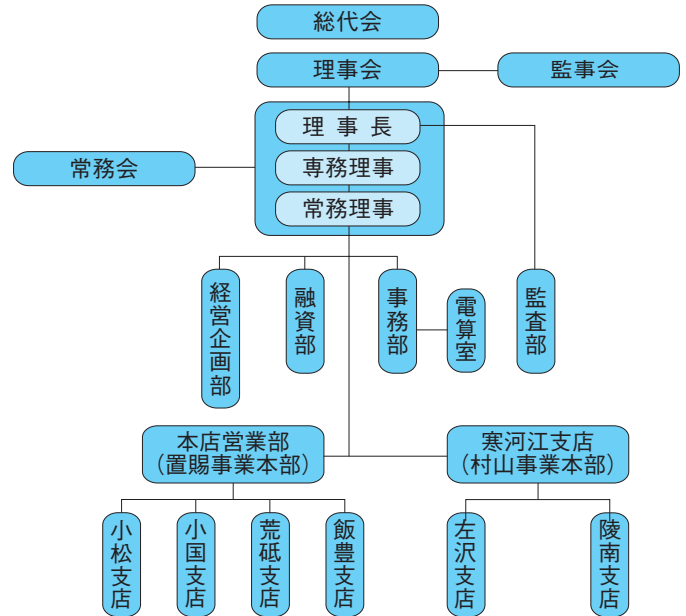 総代会
理事会
監事会
理事長
専務理事
常務理事
常務会
経営企画部
融資部
事務部
電算室
監査部
本店営業部
（置賜事業本部）
寒河江支店
（村山事業本部）
小松支店
小国支店
荒砥支店
飯豊支店
左沢支店
陵南支店